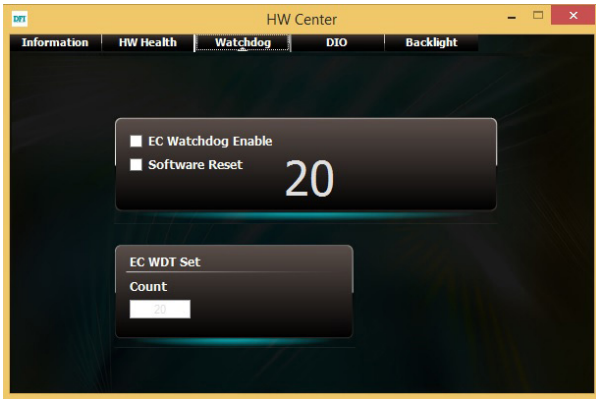 DFI
HW Center
Information HW Health Watchdog DIO Backlight
EC Watchdog Enable
Software Reset
20
EC WDT Set
Count
20